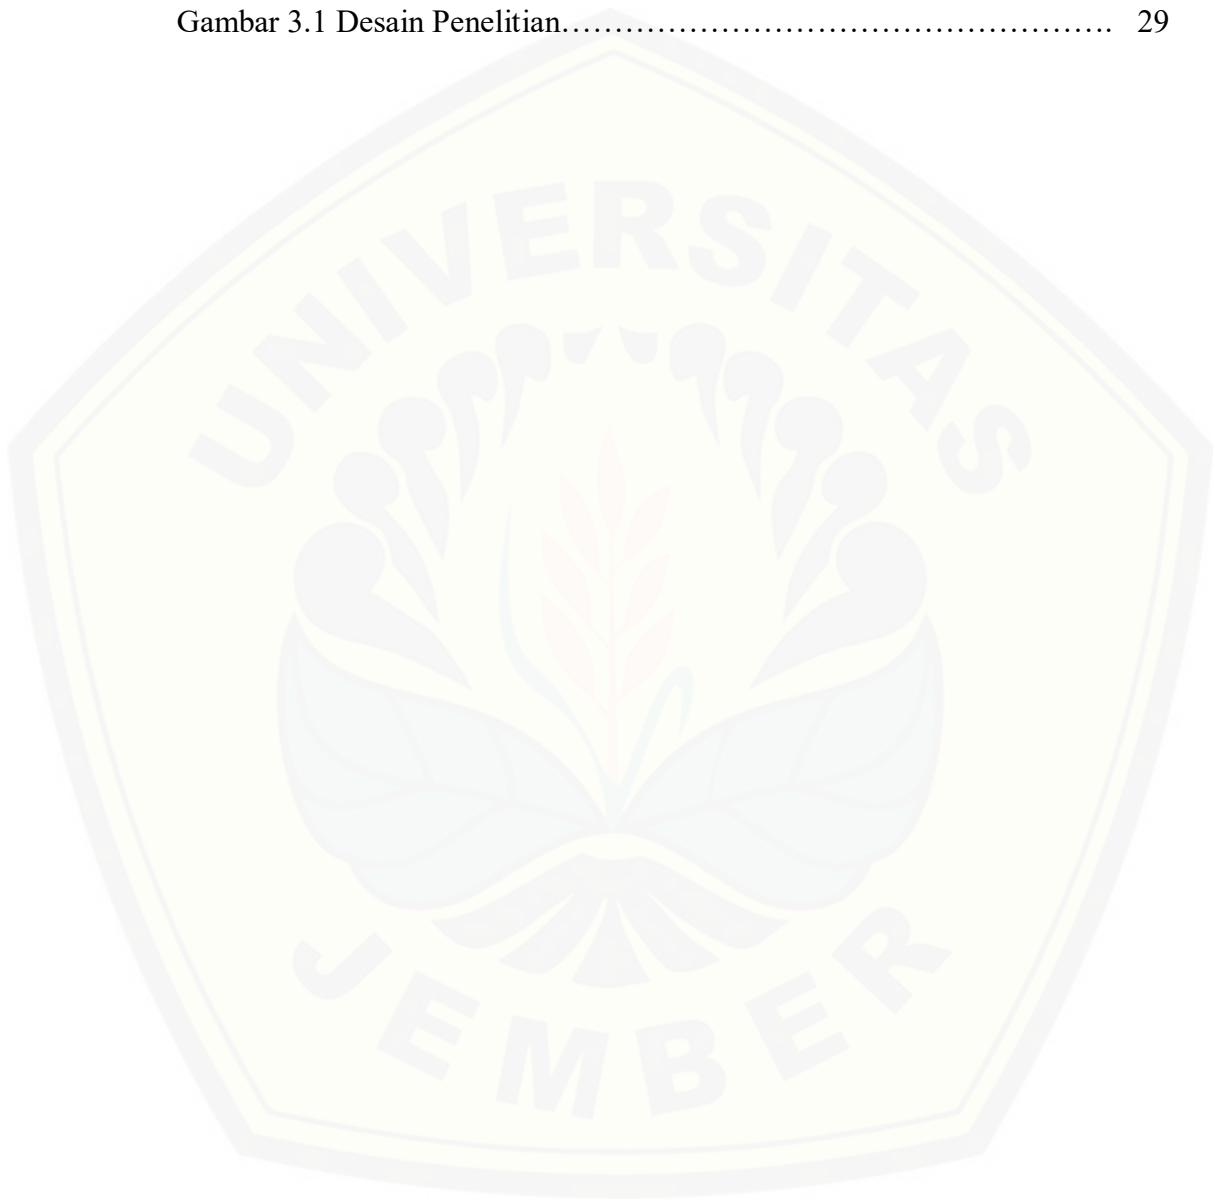 Gambar 3.1 Desain Penelitian…………………………………………… 29
UNIVERSITAS
JEMBER